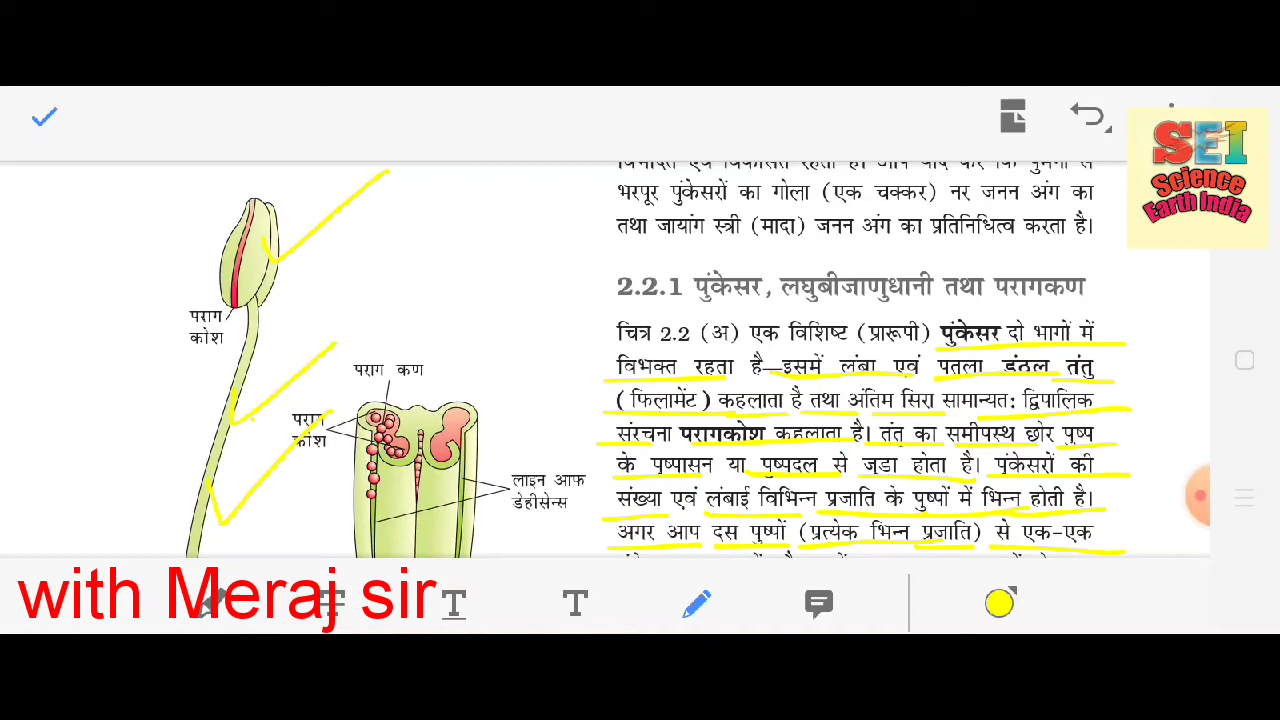 SEI
Science
Earth India
भरपूर पुंकेसरों का गोला (एक चक्कर) नर जनन अंग का
तथा जायांग स्त्री (मादा) जनन अंग का प्रतिनिधित्व करता है।
2.2.1 पुंकेसर, लघुबीजाणुधानी तथा परागकण
चित्र 2.2 (अ) एक विशिष्ट (प्रारूपी) पुंकेसर दो भागों में
विभक्त रहता है—इसमें लंबा एवं पतला डंठल तंतु
(फिलामेंट) कहलाता है तथा अंतिम सिरा सामान्यत: द्विपालिक
संरचना परागकोश कहलाता है। तंतु का समीपस्थ छोर पुष्प
के पुष्पासन या पुष्पदल से जुडा होता है। पुंकेसरों की
संख्या एवं लंबाई विभिन्न प्रजाति के पुष्पों में भिन्न होती है।
अगर आप दस पुष्पों (प्रत्येक भिन्न प्रजाति) से एक-एक
पराग
कोश
पराग कण
पराग
कोश
लाइन आफ
डेहीसेन्स
with Meraj sir
T
T